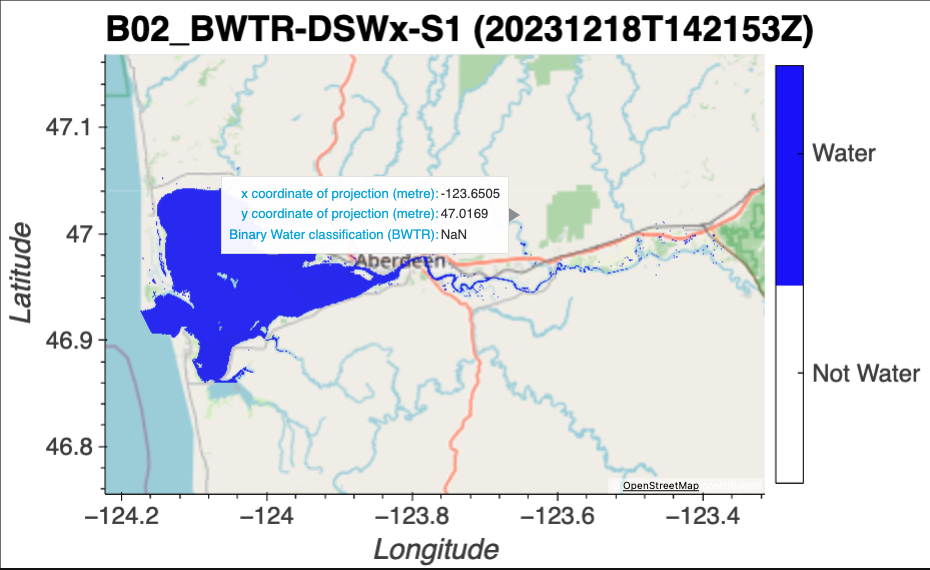 B02_BWTR-DSWx-S1 (20231218T142153Z)
Latitude
47.1
47
46.9
46.8
x coordinate of projection (metre): -123.6505
y coordinate of projection (metre): 47.0169
Binary Water classification (BWTR): NaN
Aberdeen
OpenStreetMap
−124.2
−124
−123.8
−123.6
−123.4
Longitude
Water
Not Water